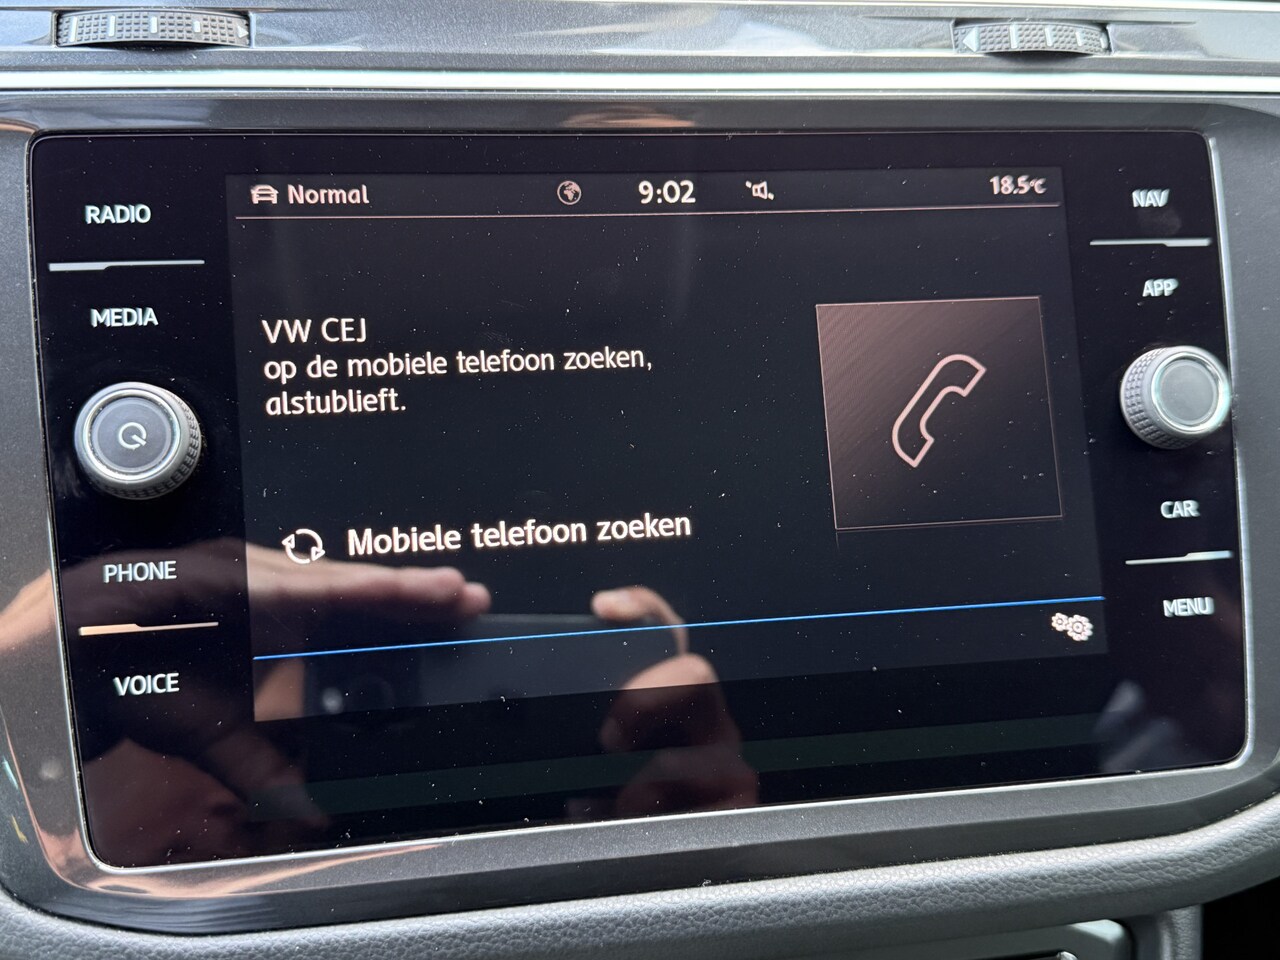 Normal 9:02 18.5°C
RADIO
NAV
MEDIA
APP
VW CEJ
op de mobiele telefoon zoeken,
alstublieft.
CAR
Mobiele telefoon zoeken
PHONE
MENU
VOICE